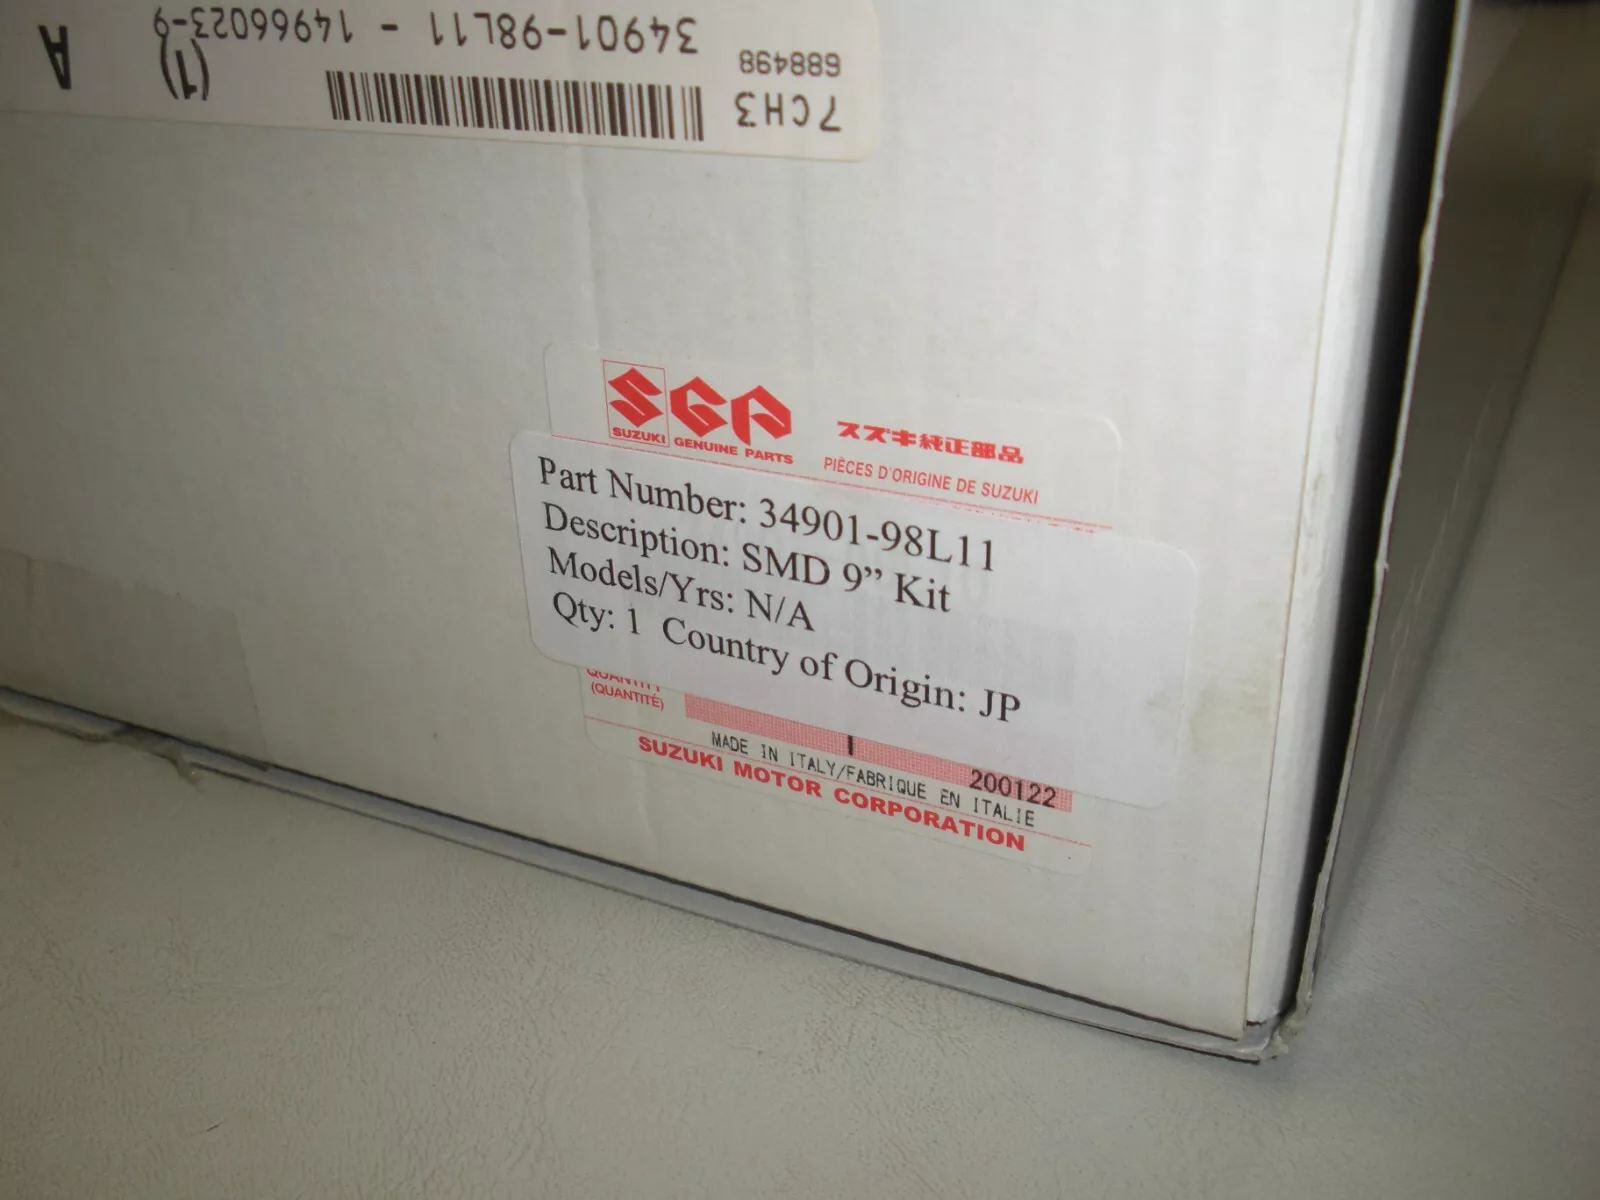 34901-98L11 - 14966023-9
688498
7CH3
(1)
A
SGP
SUZUKI GENUINE PARTS
スズキ純正部品
PIÈCES D'ORIGINE DE SUZUKI
Part Number: 34901-98L11
Description: SMD 9” Kit
Models/Yrs: N/A
Qty: 1 Country of Origin: JP
QUANTITY
(QUANTITÉ)
1
200122
MADE IN ITALY/FABRIQUE EN ITALIE
SUZUKI MOTOR CORPORATION